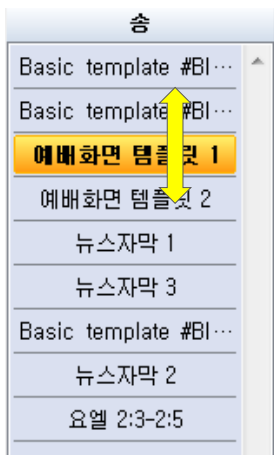 송
Basic template #Bl…
Basic template #Bl…
예배화면 템플릿 1
예배화면 템플릿 2
뉴스자막 1
뉴스자막 3
Basic template #Bl…
뉴스자막 2
요엘 2:3-2:5